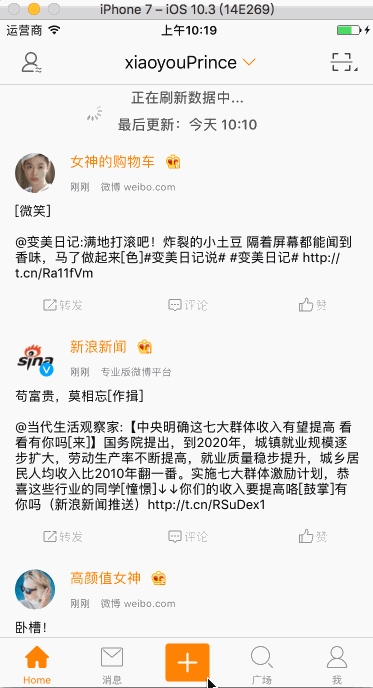 iPhone 7 – iOS 10.3 (14E269)
运营商 上午10:19
xiaoyouPrince
正在刷新数据中...
最后更新：今天 10:10
女神的购物车
刚刚 微博 weibo.com
[微笑]
@变美日记:满地打滚吧！炸裂的小土豆 隔着屏幕都能闻到
香味，马了做起来[色]#变美日记说# #变美日记# http://
t.cn/Ra11fVm
转发 评论 赞
sina
新浪新闻
刚刚 专业版微博平台
苟富贵，莫相忘[作揖]
@当代生活观察家:【中央明确这七大群体收入有望提高 看
看有你吗[来]】国务院提出，到2020年，城镇就业规模逐
步扩大，劳动生产率不断提高，就业质量稳步提升，城乡居
民人均收入比2010年翻一番。实施七大群体激励计划，恭
喜这些行业的同学[憧憬]↓↓你们的收入要提高咯[鼓掌]有
你吗（新浪新闻推送）http://t.cn/RSuDex1
转发 评论 赞
高颜值女神
刚刚 微博 weibo.com
卧槽！
Home 消息 广场 我